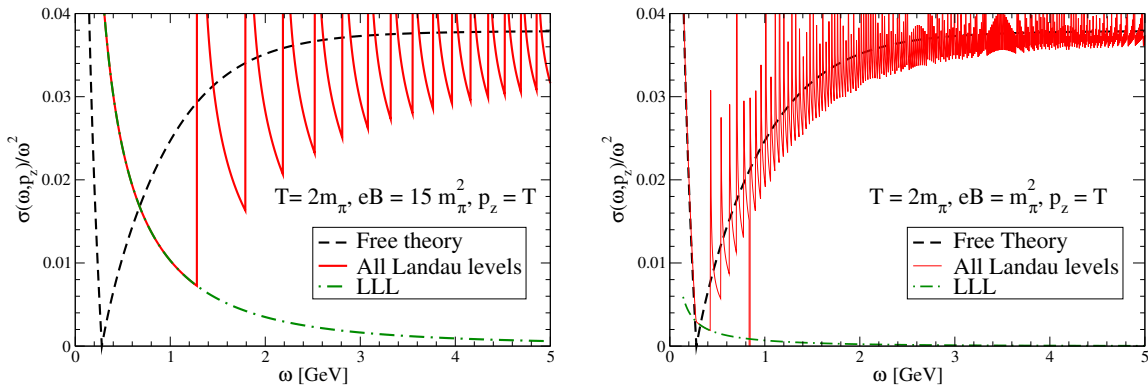 0.04
0.03
0.02
0.01
0
σ(ω,p_z)/ω²
T = 2m_π, eB = 15 m_π², p_z = T
Free theory
All Landau levels
LLL
0 1 2 3 4 5
ω [GeV]
0.04
0.03
0.02
0.01
0
σ(ω,p_z)/ω²
T = 2m_π, eB = m_π², p_z = T
Free Theory
All Landau levels
LLL
0 1 2 3 4 5
ω [GeV]